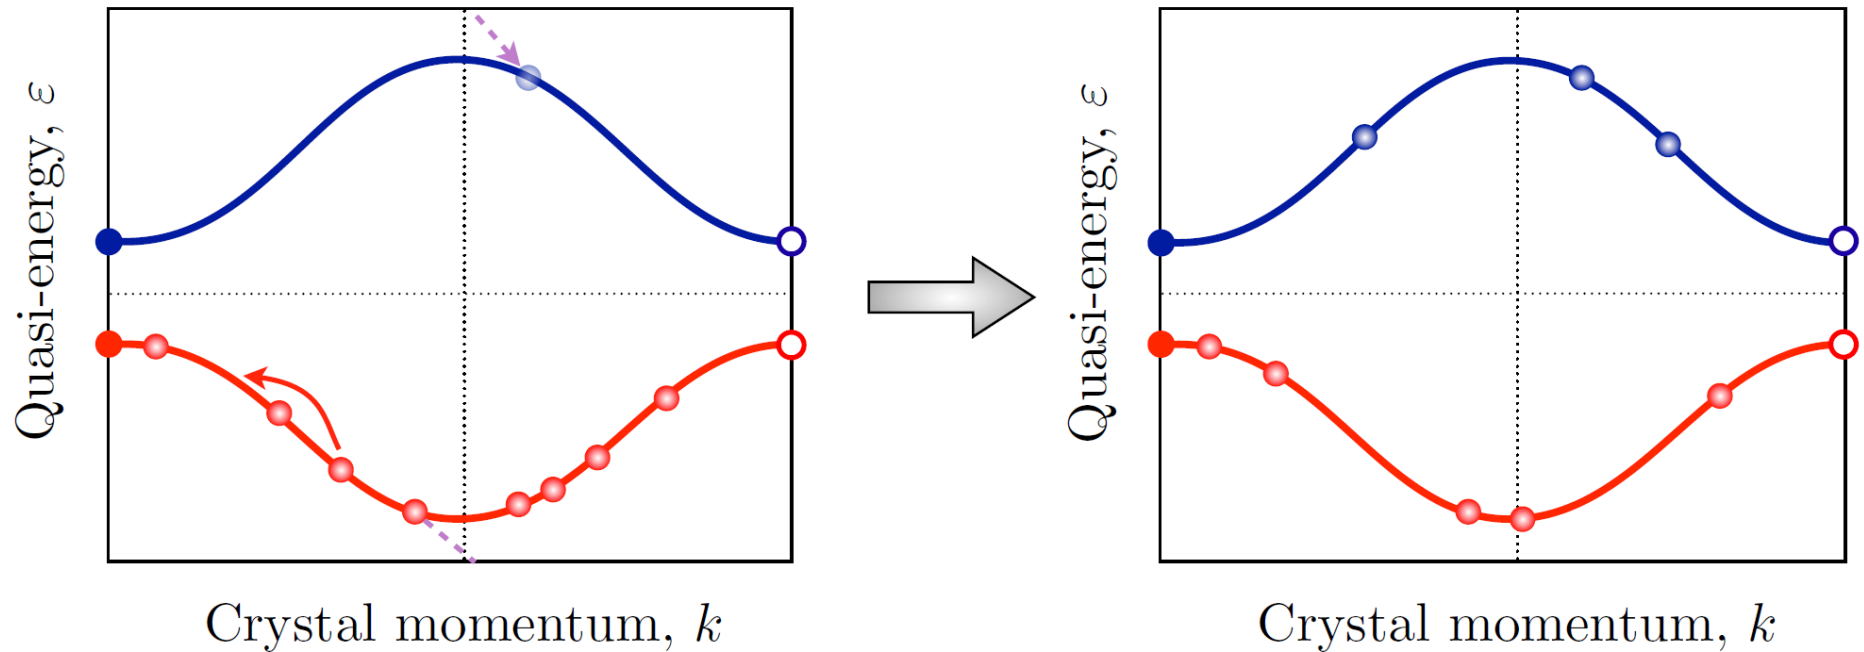 Quasi-energy, ε
Crystal momentum, k
Quasi-energy, ε
Crystal momentum, k